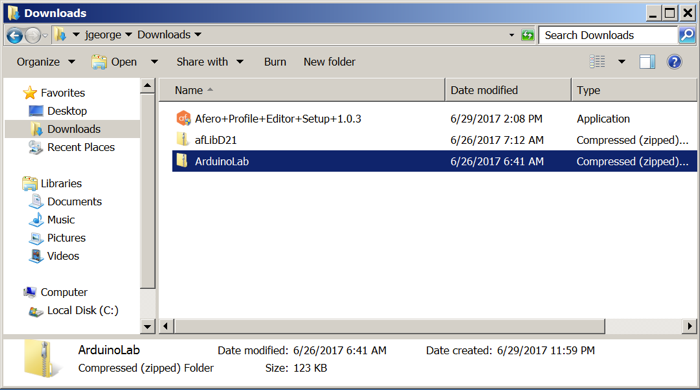 Downloads
jgeorge Downloads Search Downloads
Organize Open Share with Burn New folder
Favorites
Desktop
Downloads
Recent Places
Libraries
Documents
Music
Pictures
Videos
Computer
Local Disk (C:)
Name Date modified Type
Afero+Profile+Editor+Setup+1.0.3 6/29/2017 2:08 PM Application
afLibD21 6/26/2017 7:12 AM Compressed (zipped)...
ArduinoLab 6/26/2017 6:41 AM Compressed (zipped)...
ArduinoLab Date modified: 6/26/2017 6:41 AM Date created: 6/29/2017 11:59 PM
Compressed (zipped) Folder Size: 123 KB